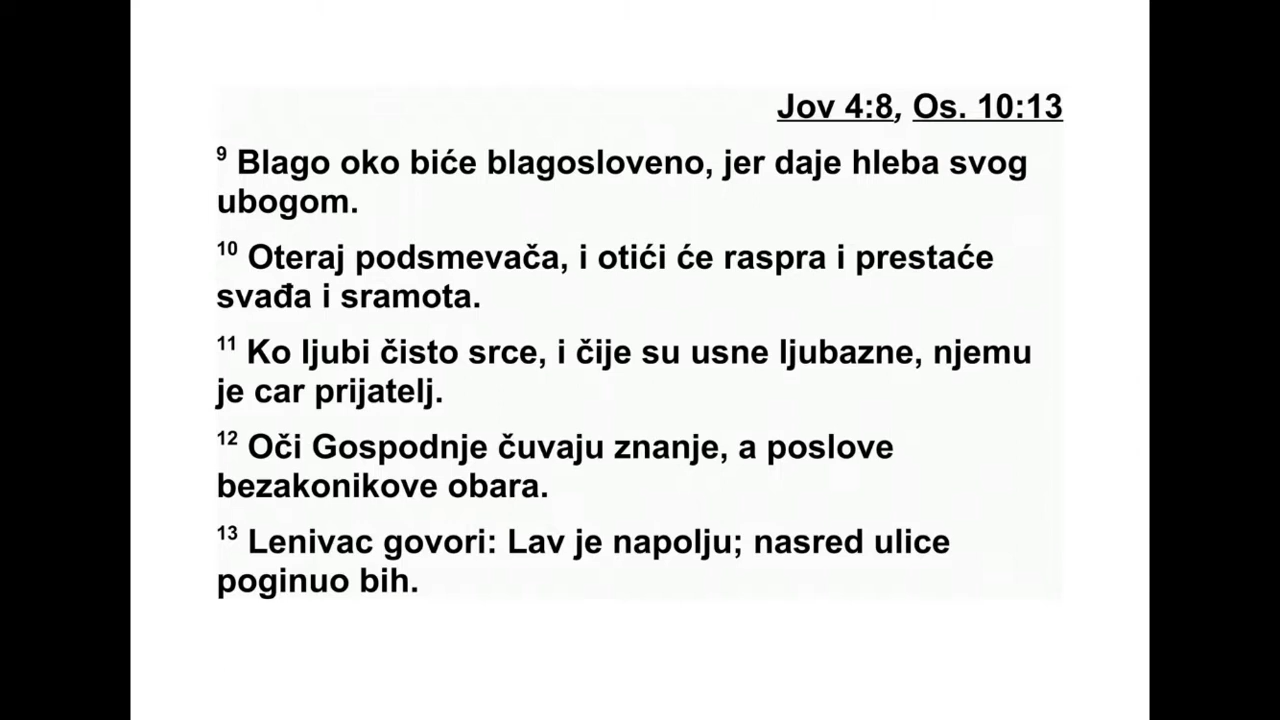 Jov 4:8, Os. 10:13
9 Blago oko biće blagosloveno, jer daje hleba svog
ubogom.
10 Oteraj podsmevača, i otići će raspra i prestaće
svađa i sramota.
11 Ko ljubi čisto srce, i čije su usne ljubazne, njemu
je car prijatelj.
12 Oči Gospodnje čuvaju znanje, a poslove
bezakonikove obara.
13 Lenivac govori: Lav je napolju; nasred ulice
poginuo bih.